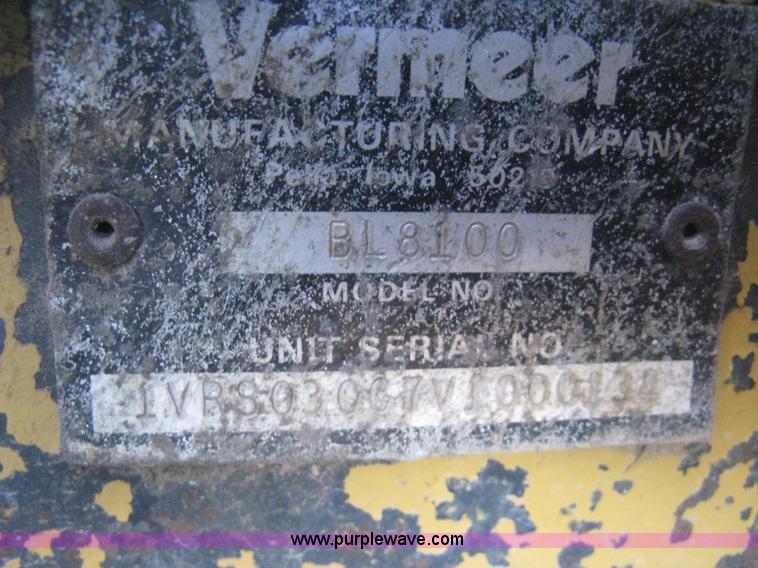 Vermeer
MANUFACTURING COMPANY
Pella Iowa
BL8100
MODEL NO
UNIT SERIAL NO
www.purplewave.com